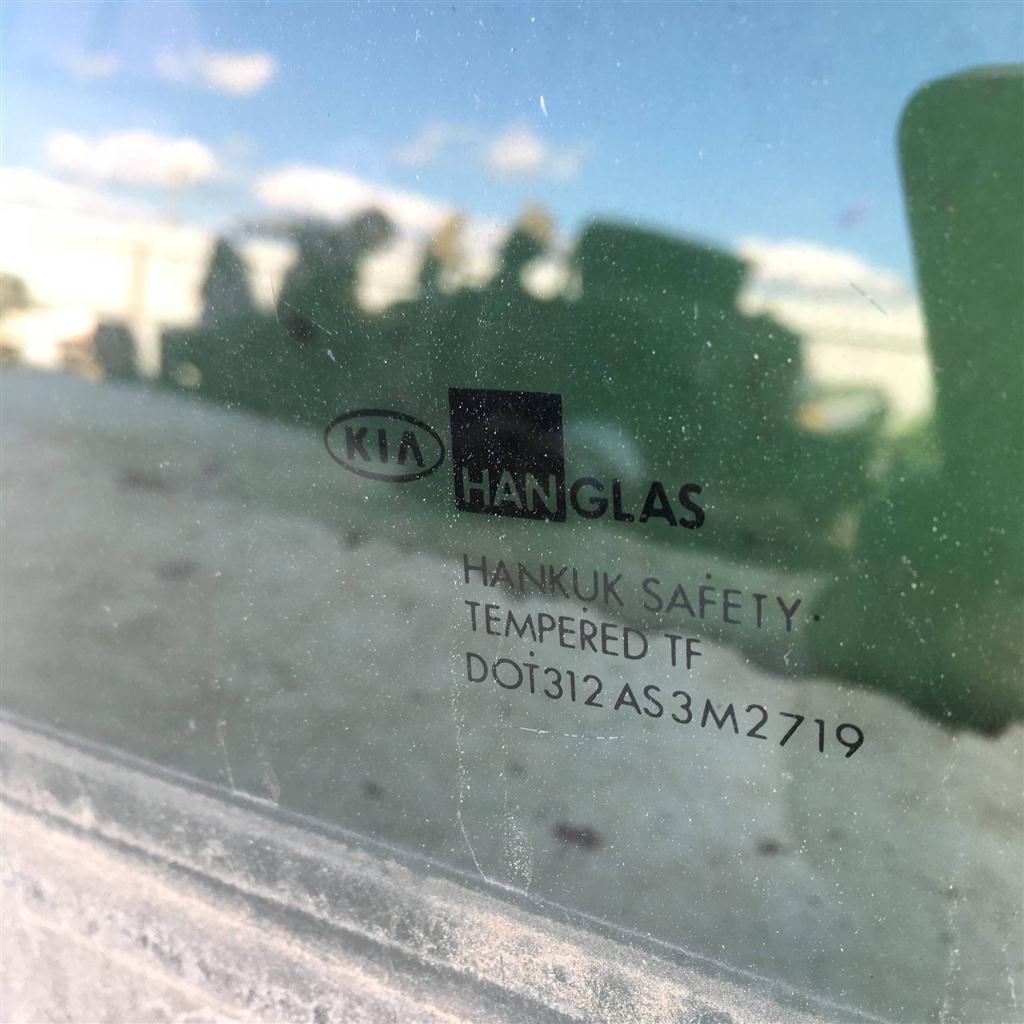 KIA HANGLAS
HANKUK SAFETY
TEMPERED TF
DOT312 AS3M2719